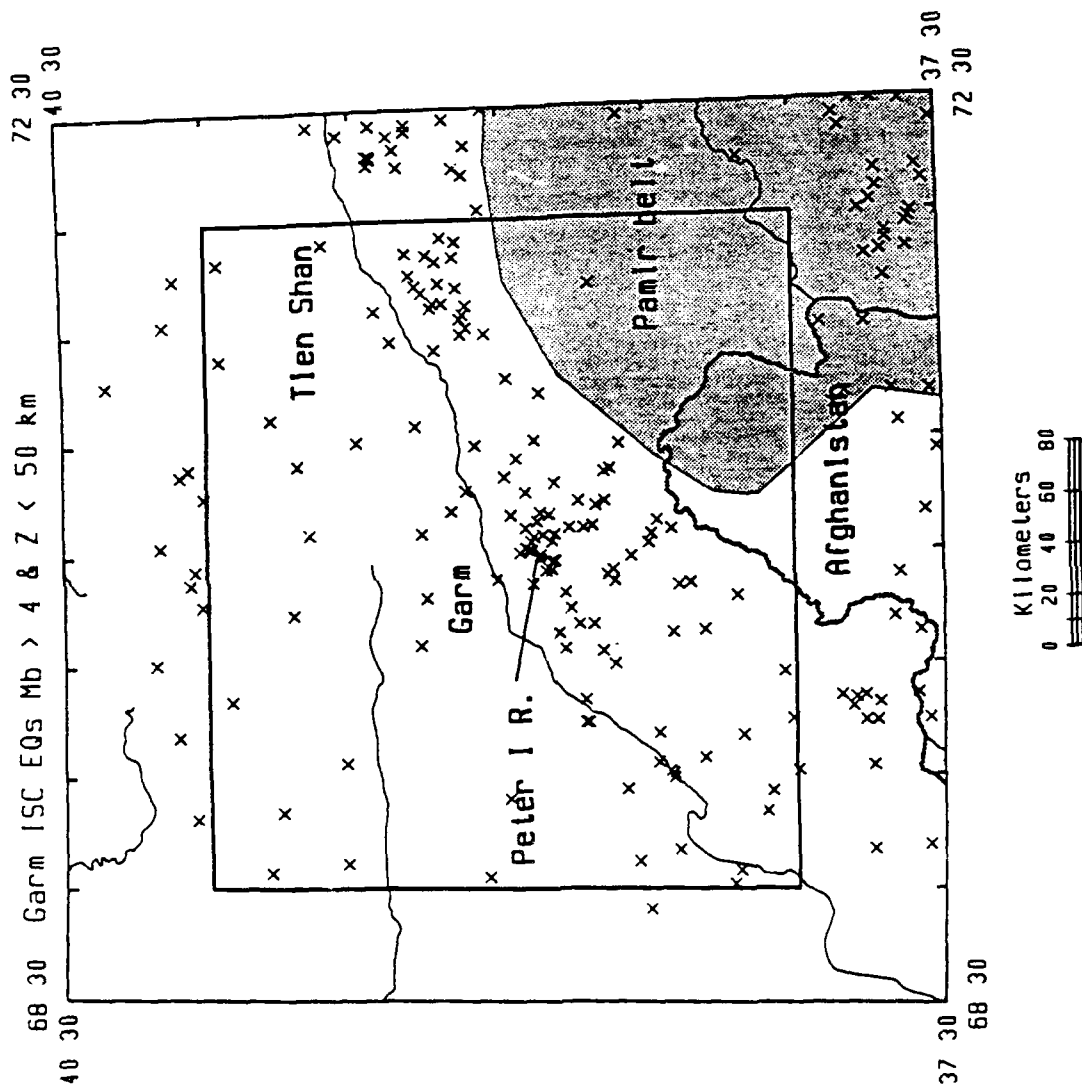 Garm ISC EQs Mb > 4 & Z < 50 km
68 30
72 30
40 30
40 30
Tien Shan
Garm
Peter I R.
Pamir belt
Afghanistan
37 30
37 30
68 30
72 30
Kilometers
0 20 40 60 80